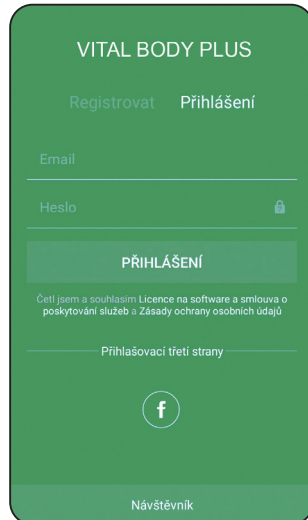 VITAL BODY PLUS
Registrovat Přihlášení
Email
Heslo
PŘIHLÁŠENÍ
Četl jsem a souhlasím Licence na software a smlouva o
poskytování služeb a Zásady ochrany osobních údajů
Přihlašovací třetí strany
f
Návštěvník